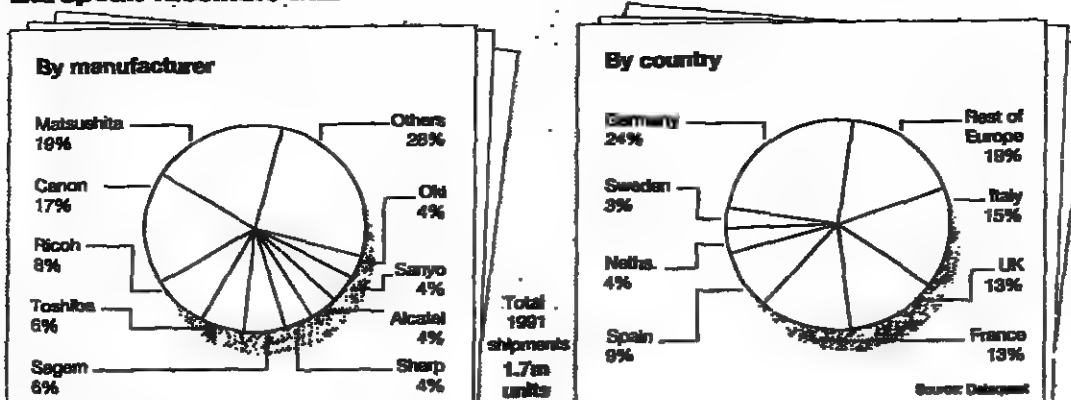 By manufacturer
Matsushita
19%
Canon
17%
Ricoh
8%
Toshiba
6%
Sagem
6%
Others
28%
Oki
4%
Sanyo
4%
Alcatel
4%
Sharp
4%
Total
1991
shipments
1.7m
units
By country
Germany
24%
Sweden
3%
Neths.
4%
Spain
9%
Rest of
Europe
19%
Italy
15%
UK
13%
France
13%
Source: Dataquest